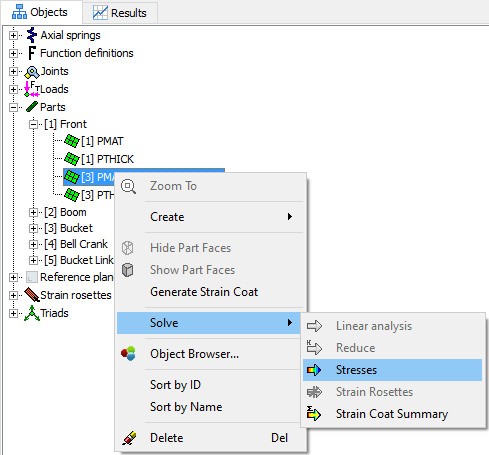 Objects
Results
Axial springs
Function definitions
Joints
Loads
Parts
[1] Front
[1] PMAT
[1] PTHICK
[3] PMA
[3] PTH
[2] Boom
[3] Bucket
[4] Bell Crank
[5] Bucket Link
Reference plan
Strain rosettes
Triads
Zoom To
Create
Hide Part Faces
Show Part Faces
Generate Strain Coat
Solve
Object Browser...
Sort by ID
Sort by Name
Delete Del
Linear analysis
Reduce
Stresses
Strain Rosettes
Strain Coat Summary